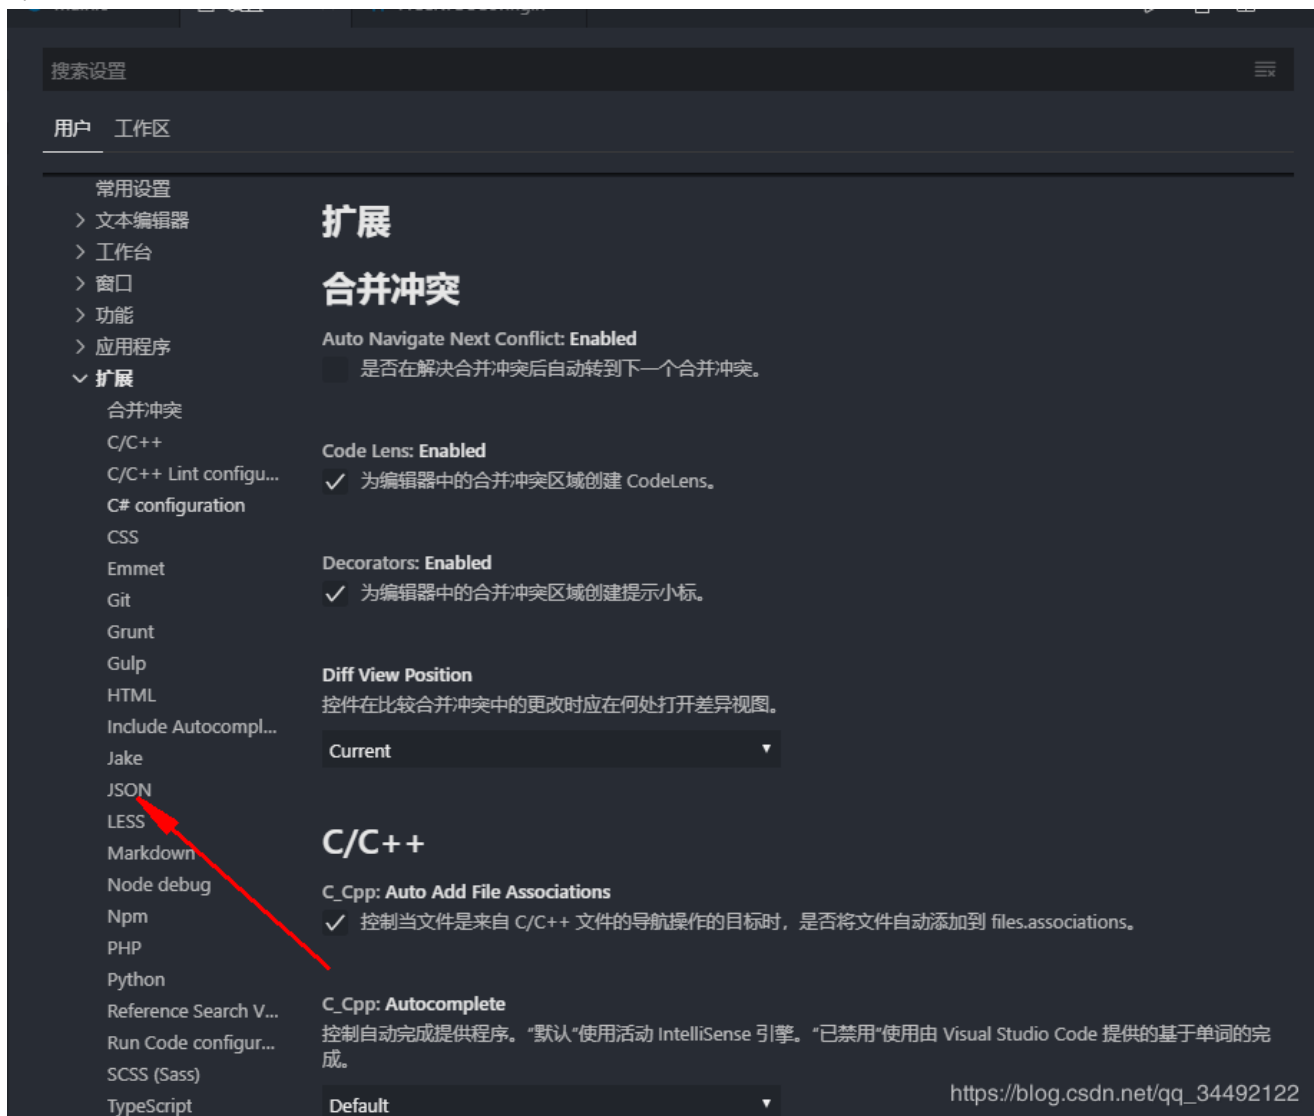 搜索设置
用户 工作区
常用设置
文本编辑器
工作台
窗口
功能
应用程序
扩展
合并冲突
C/C++
C/C++ Lint configu...
C# configuration
CSS
Emmet
Git
Grunt
Gulp
HTML
Include Autocompl...
Jake
JSON
LESS
Markdown
Node debug
Npm
PHP
Python
Reference Search V...
Run Code configur...
SCSS (Sass)
TypeScript
扩展
合并冲突
Auto Navigate Next Conflict: Enabled
是否在解决合并冲突后自动转到下一个合并冲突。
Code Lens: Enabled
为编辑器中的合并冲突区域创建 CodeLens。
Decorators: Enabled
为编辑器中的合并冲突区域创建提示小标。
Diff View Position
控件在比较合并冲突中的更改时应在何处打开差异视图。
Current
C/C++
C_Cpp: Auto Add File Associations
控制当文件是来自 C/C++ 文件的导航操作的目标时，是否将文件自动添加到 files.associations。
C_Cpp: Autocomplete
控制自动完成提供程序。“默认”使用活动 IntelliSense 引擎。“已禁用”使用由 Visual Studio Code 提供的基于单词的完
成。
Default
https://blog.csdn.net/qq_34492122